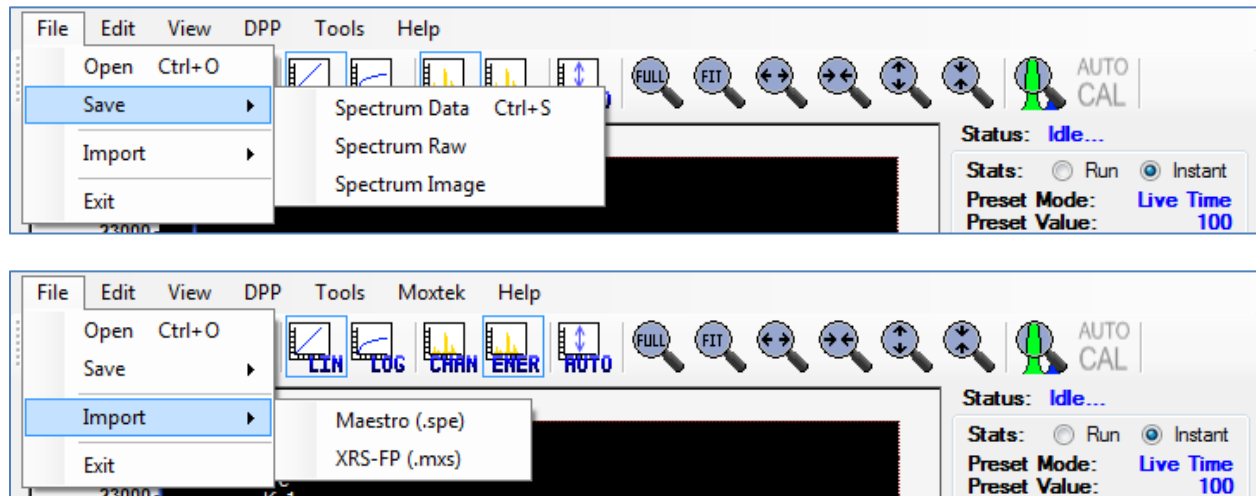 File Edit View DPP Tools Help
Open Ctrl+O
FULL FIT AUTO CAL
Save
Spectrum Data Ctrl+S
Status: Idle...
Import
Spectrum Raw
Stats: Run Instant
Spectrum Image
Preset Mode: Live Time
Exit
Preset Value: 100
23000
File Edit View DPP Tools Moxtek Help
Open Ctrl+O
LIN LOG CHAN ENER AUTO FULL FIT AUTO CAL
Save
Status: Idle...
Import
Maestro (.spe)
Stats: Run Instant
XRS-FP (.mxs)
Exit
Preset Mode: Live Time
Preset Value: 100
23000